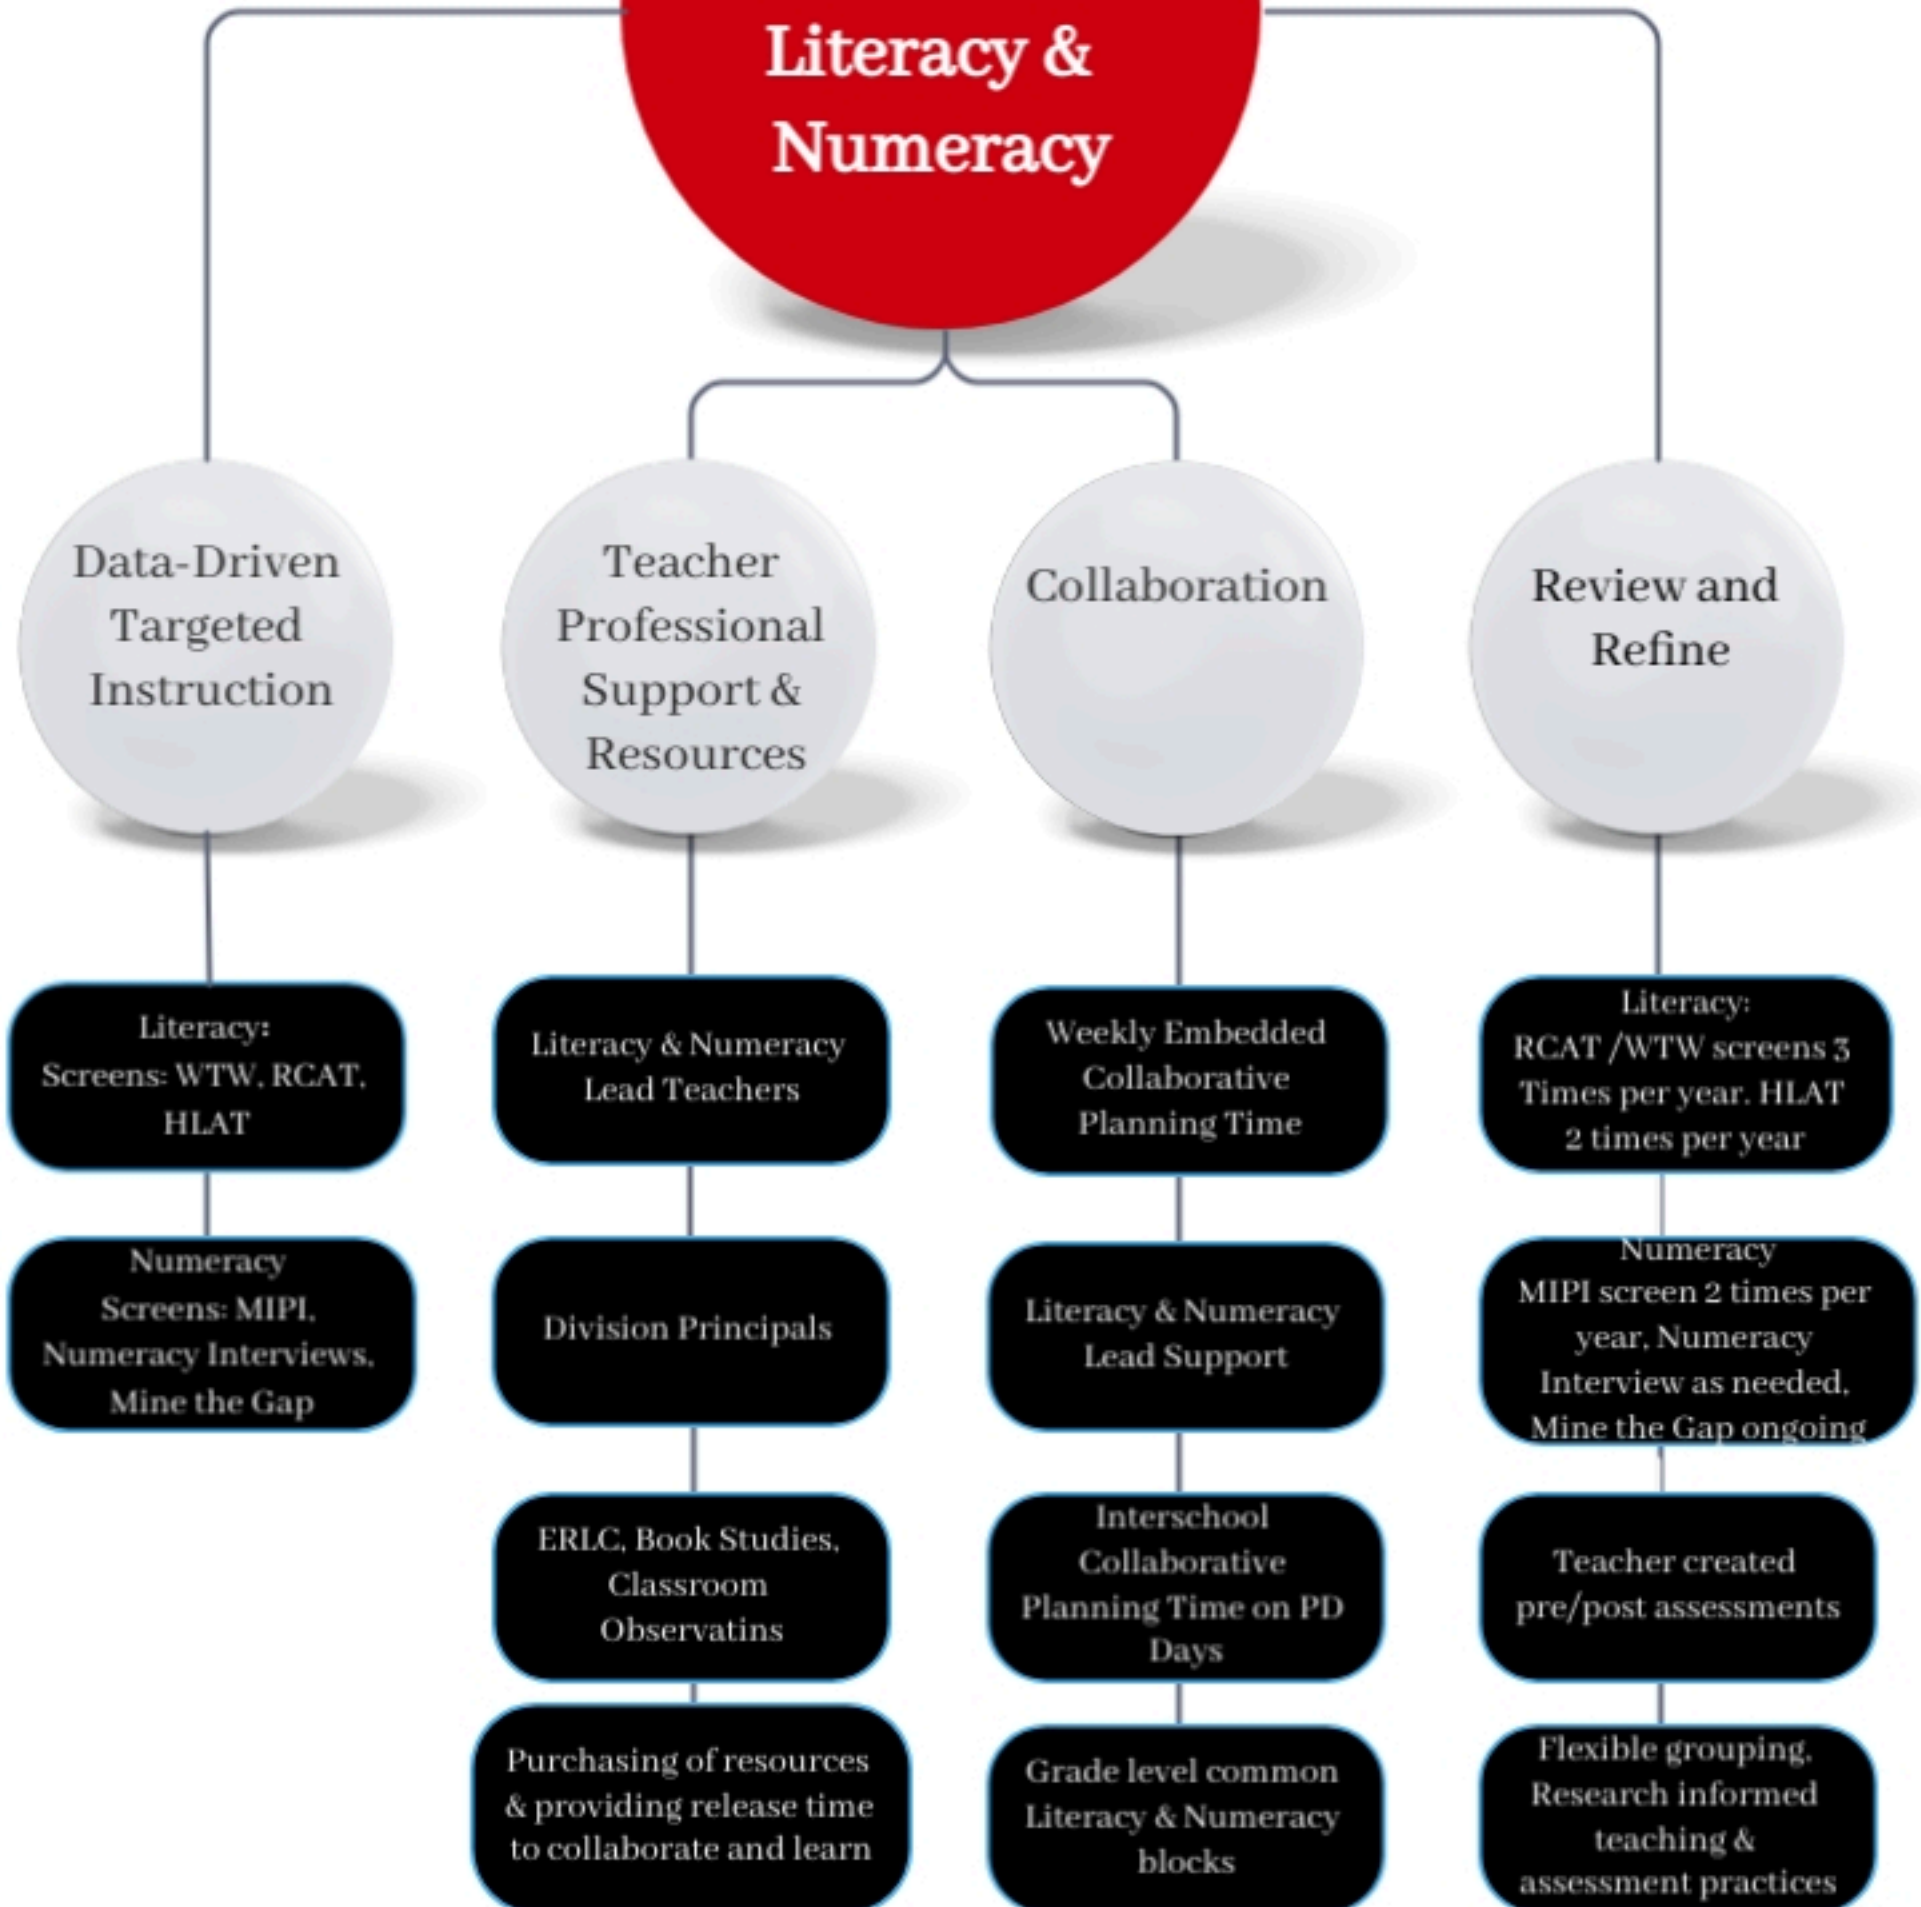 Literacy &
Numeracy
Data-Driven
Targeted
Instruction
Teacher
Professional
Support &
Resources
Collaboration
Review and
Refine
Literacy:
Screens: WTW, RCAT,
HLAT
Numeracy
Screens: MIPI,
Numeracy Interviews,
Mine the Gap
Literacy & Numeracy
Lead Teachers
Division Principals
ERLC, Book Studies,
Classroom
Observatins
Purchasing of resources
& providing release time
to collaborate and learn
Weekly Embedded
Collaborative
Planning Time
Literacy & Numeracy
Lead Support
Interschool
Collaborative
Planning Time on PD
Days
Grade level common
Literacy & Numeracy
blocks
Literacy:
RCAT /WTW screens 3
Times per year. HLAT
2 times per year
Numeracy
MIPI screen 2 times per
year, Numeracy
Interview as needed,
Mine the Gap ongoing
Teacher created
pre/post assessments
Flexible grouping,
Research informed
teaching &
assessment practices